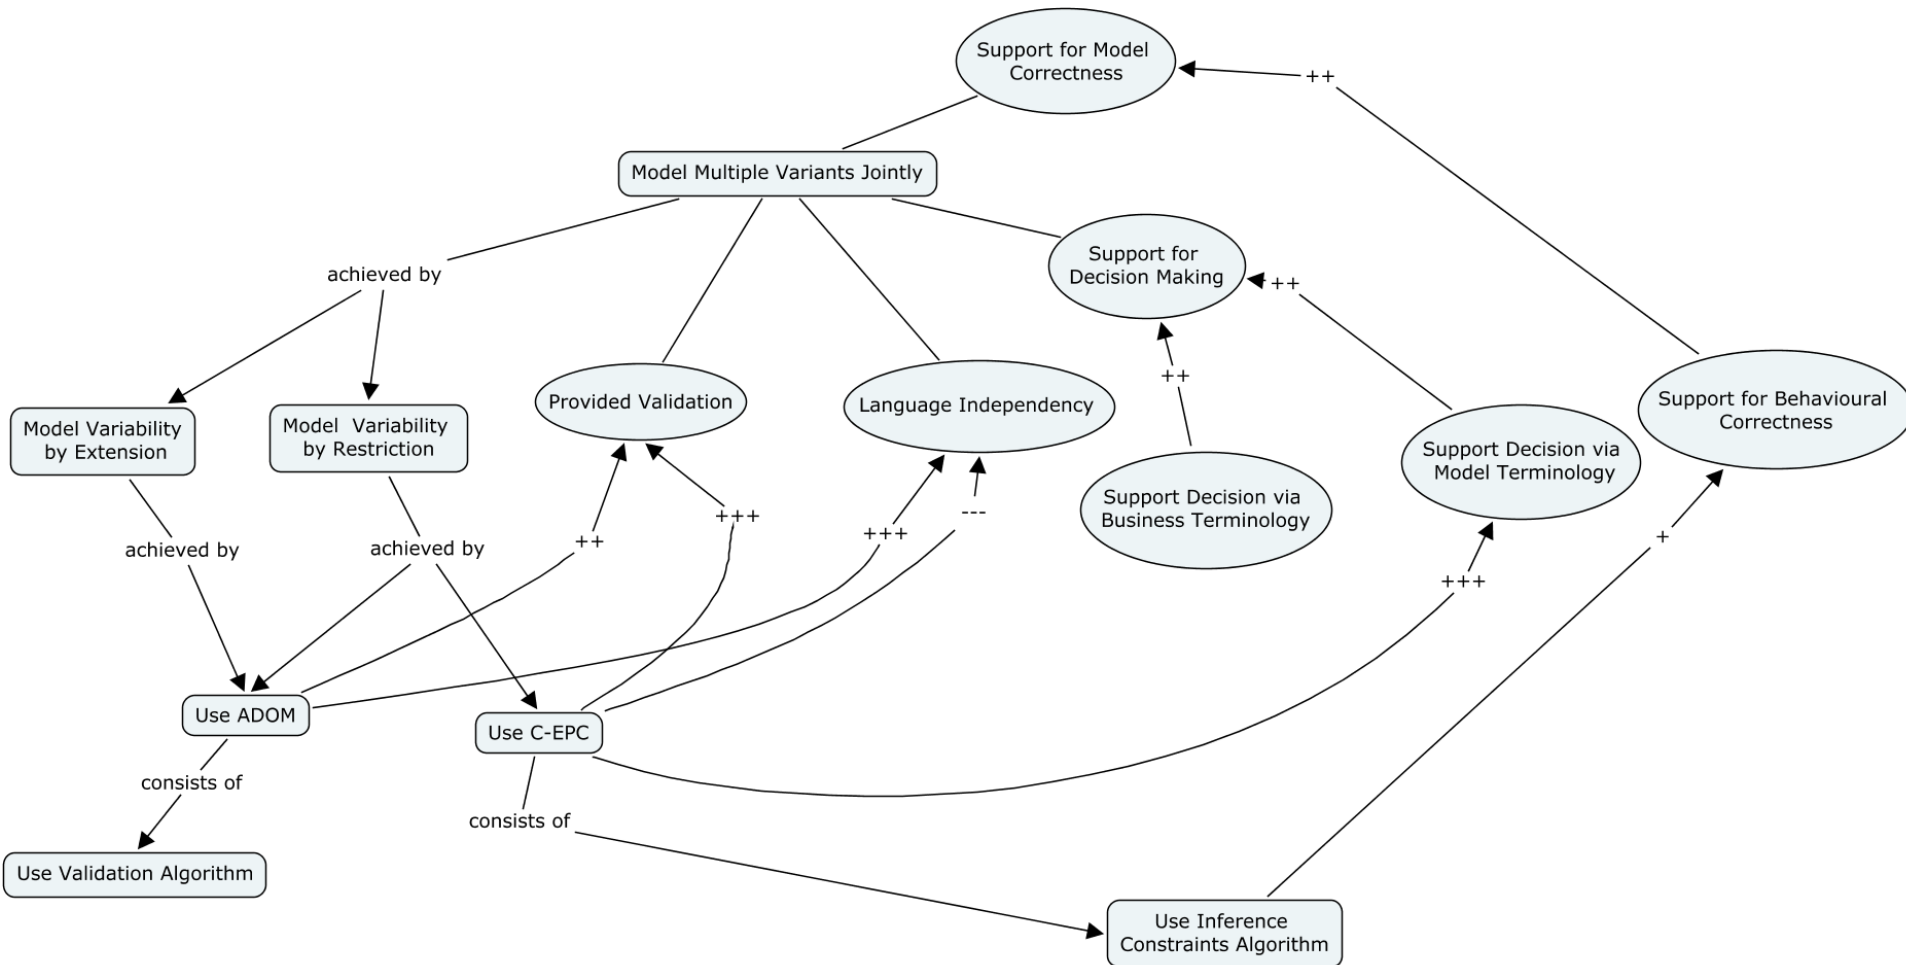 Support for Model
Correctness
++
Model Multiple Variants Jointly
Support for
Decision Making
achieved by
++
Model Variability
by Extension
Model Variability
by Restriction
Provided Validation
Language Independency
++
Support for Behavioural
Correctness
Support Decision via
Model Terminology
Support Decision via
Business Terminology
achieved by
achieved by
++
+++
+++
---
+
+++
Use ADOM
Use C-EPC
consists of
consists of
Use Validation Algorithm
Use Inference
Constraints Algorithm